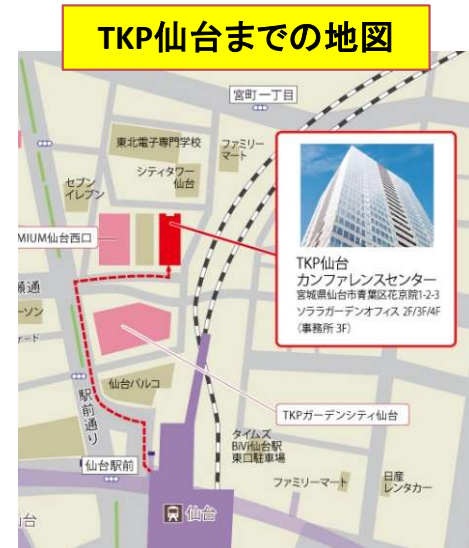 TKP仙台までの地図
宮町一丁目
東北電子専門学校
ファミリー
マート
シティタワー
仙台
セブン
イレブン
MIUM仙台西口
TKP仙台
カンファレンスセンター
宮城県仙台市青葉区花京院1-2-3
ソララガーデンオフィス 2F/3F/4F
(事務所 3F)
瀬通
ーソン
仙台パルコ
駅前通り
TKPガーデンシティ仙台
タイムズ
BiVi仙台駅
東口駐車場
仙台駅前
ファミリーマート
日産
レンタカー
仙台
台